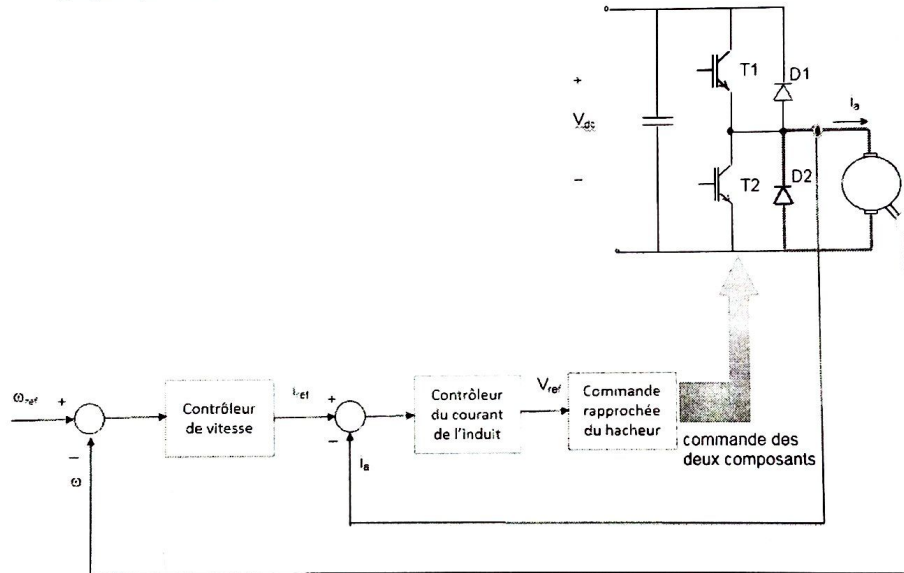 T1
D1
Ia
+
Vdc
−
T2
D2
ωref
+
−
ω
Contrôleur
de vitesse
+
−
Ia
Contrôleur
du courant
de l'induit
Vref
Commande
rapprochée
du hacheur
commande des
deux composants